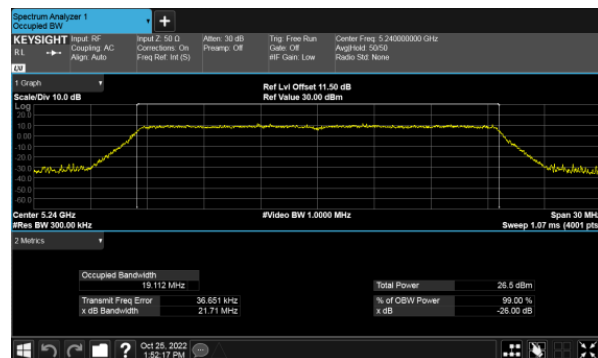 Spectrum Analyzer 1
Occupied BW
KEYSIGHT Input: RF Input Z: 50 Ω Atten: 30 dB Trig: Free Run Center Freq: 5.240000000 GHz
R L Coupling: AC Corrections: On Preamp: Off Gate: Off Avg|Hold: 50/50
Align: Auto Freq Ref: Int (S) #IF Gain: Low Radio Std: None
LXI
1 Graph Ref Lvl Offset 11.50 dB
Scale/Div 10.0 dB Ref Value 30.00 dBm
Log
20.0
10.0
0.00
-10.0
-20.0
-30.0
-40.0
-50.0
-60.0
Center 5.24 GHz #Video BW 1.0000 MHz Span 30 MHz
#Res BW 300.00 kHz Sweep 1.07 ms (4001 pts
2 Metrics
Occupied Bandwidth
19.112 MHz Total Power 26.5 dBm
Transmit Freq Error 36.651 kHz % of OBW Power 99.00 %
x dB Bandwidth 21.71 MHz x dB -26.00 dB
? Oct 25, 2022
1:52:17 PM